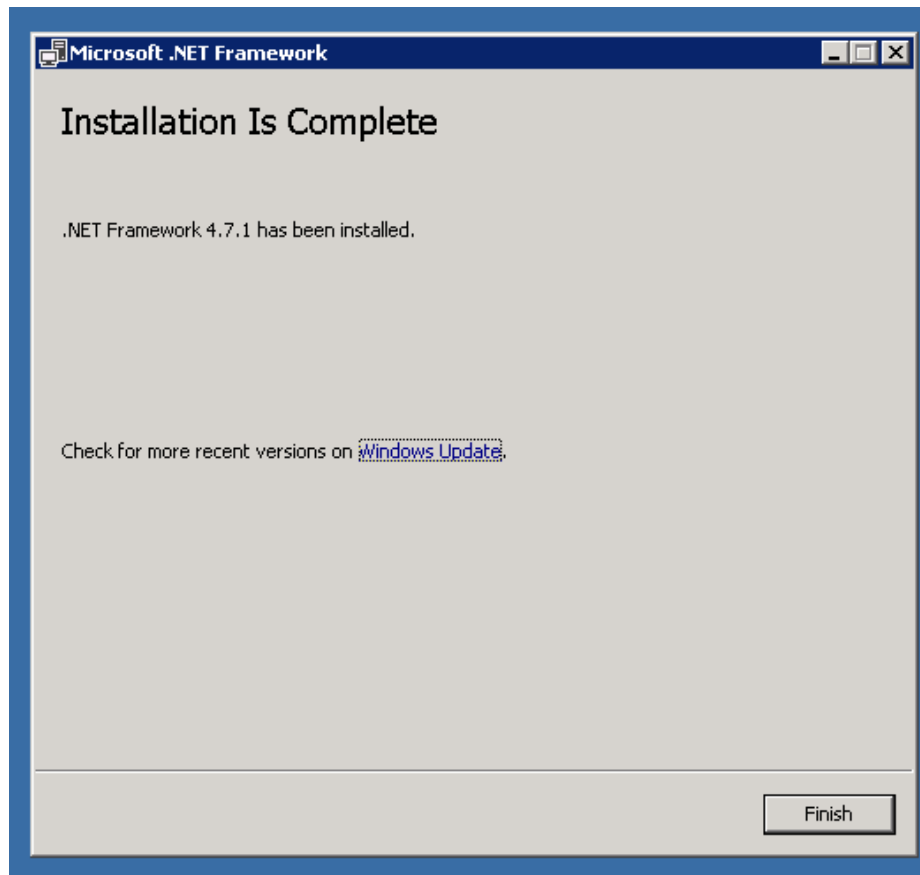 Microsoft .NET Framework
Installation Is Complete
.NET Framework 4.7.1 has been installed.
Check for more recent versions on Windows Update.
Finish